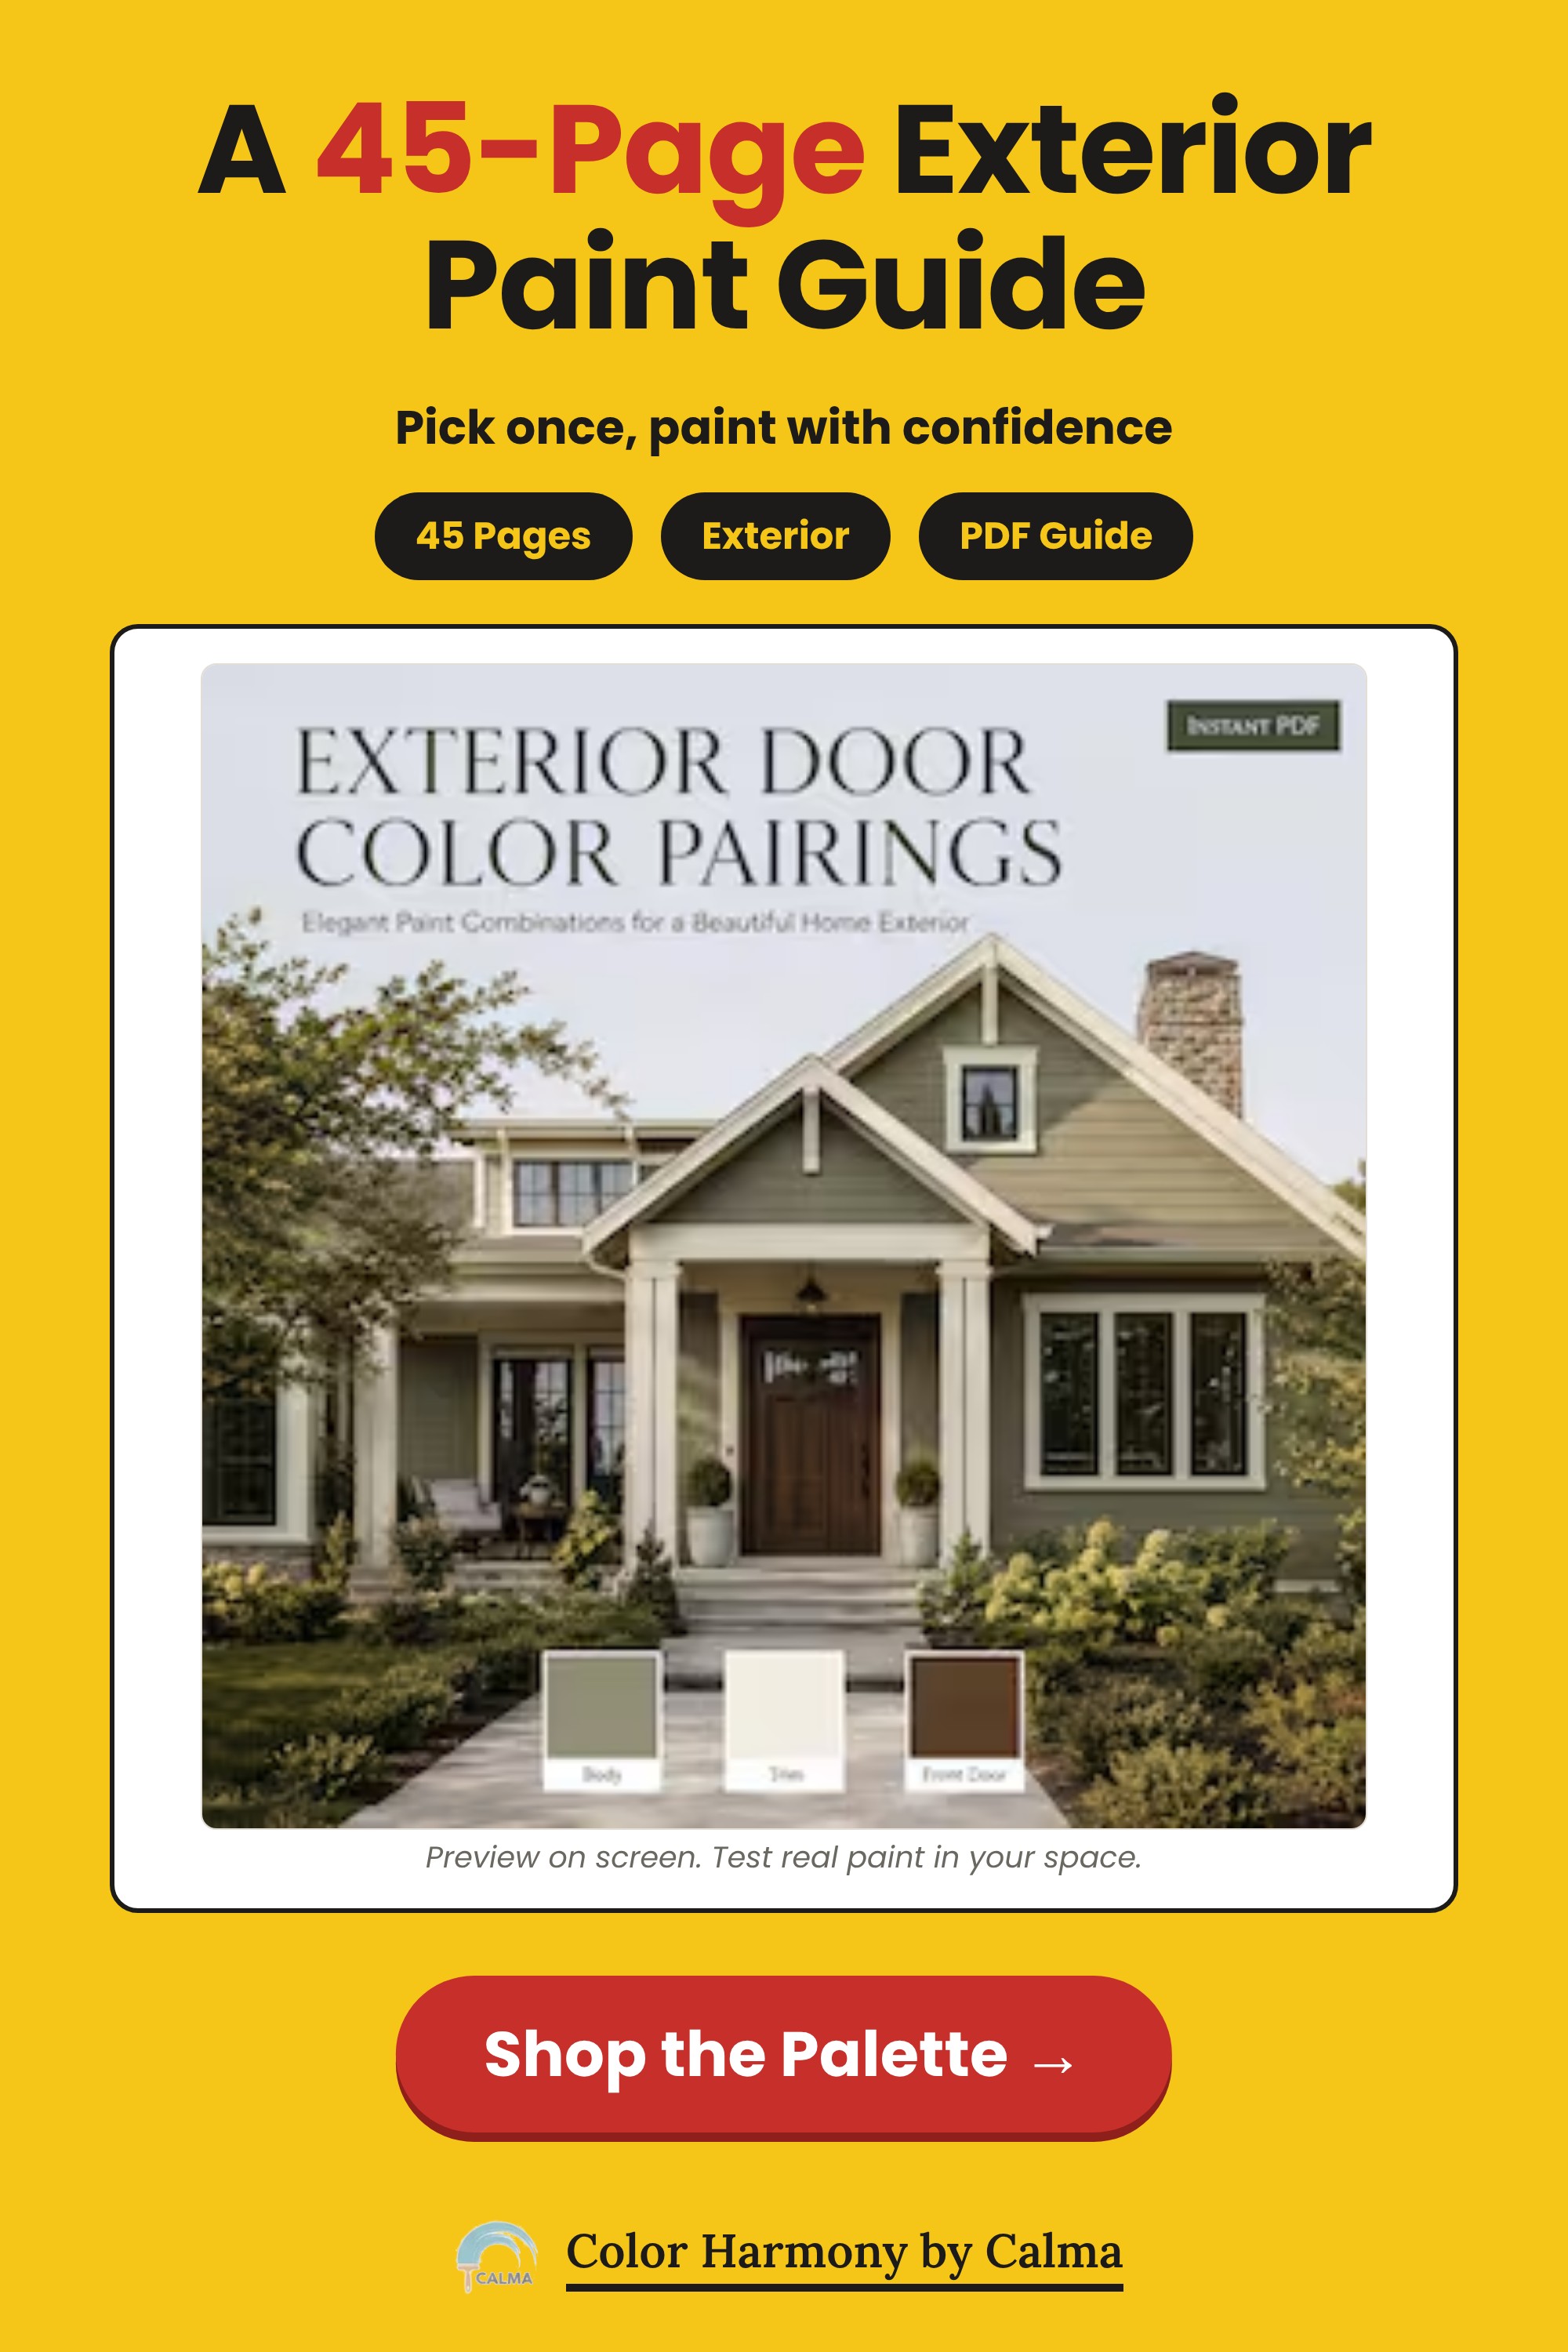 A 45-Page Exterior
Paint Guide
Pick once, paint with confidence
45 Pages
Exterior
PDF Guide
EXTERIOR DOOR
COLOR PAIRINGS
INSTANT PDF
Elegant Paint Combinations for a Beautiful Home Exterior
Body
Trim
Front Door
Preview on screen. Test real paint in your space.
Shop the Palette →
CALMA
Color Harmony by Calma